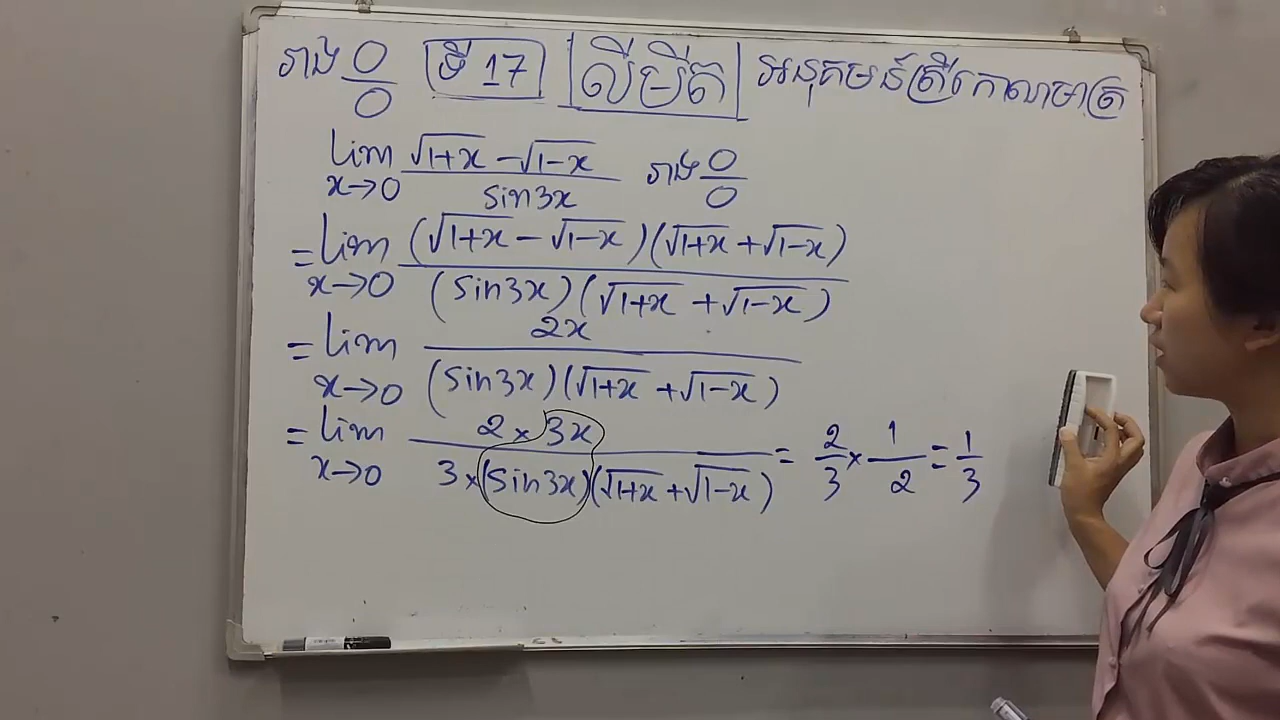 រាង 0/0 ទី 17 លីមីត អនុគមន៍ត្រីកោណមាត្រ
lim x→0 (√(1+x) − √(1−x)) / sin3x រាង 0/0
= lim x→0 (√(1+x) − √(1−x))(√(1+x) + √(1−x)) / (sin3x)(√(1+x) + √(1−x))
= lim x→0 2x / (sin3x)(√(1+x) + √(1−x))
= lim x→0 2 × 3x / 3 × (sin3x)(√(1+x) + √(1−x)) = 2/3 × 1/2 = 1/3